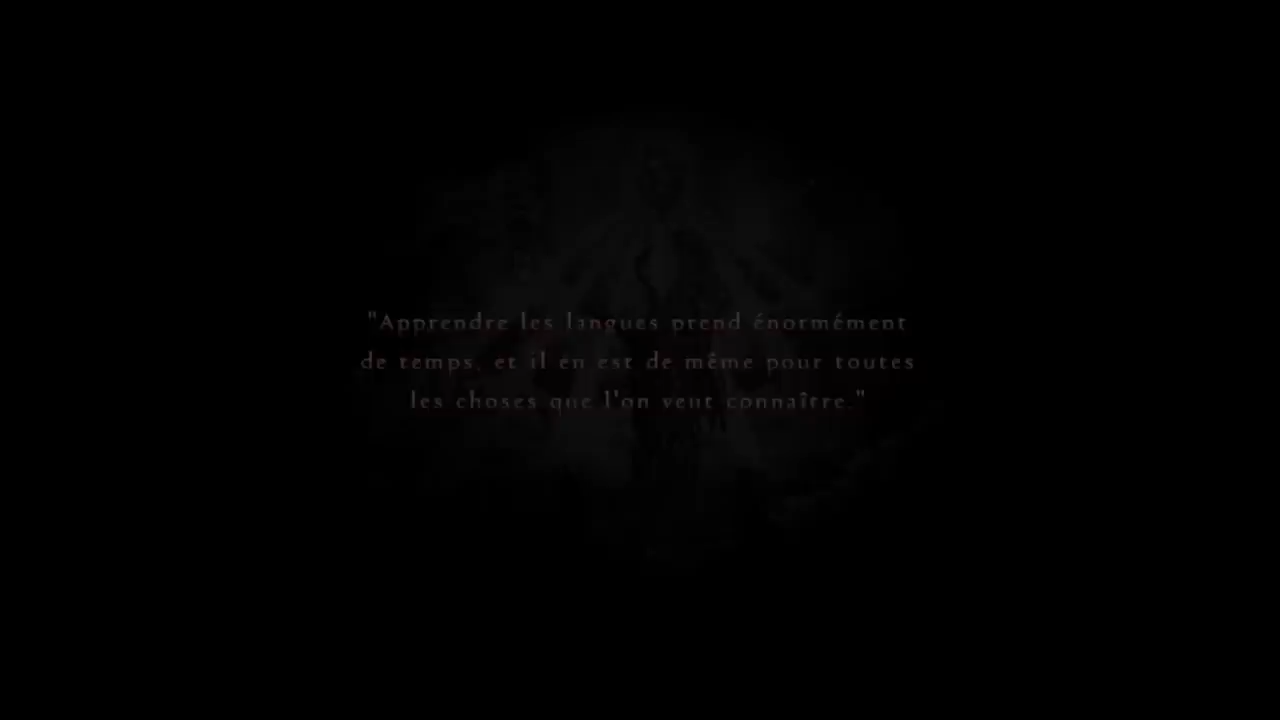 "Apprendre les langues prend énormément
de temps, et il en est de même pour toutes
les choses que l'on veut connaître."